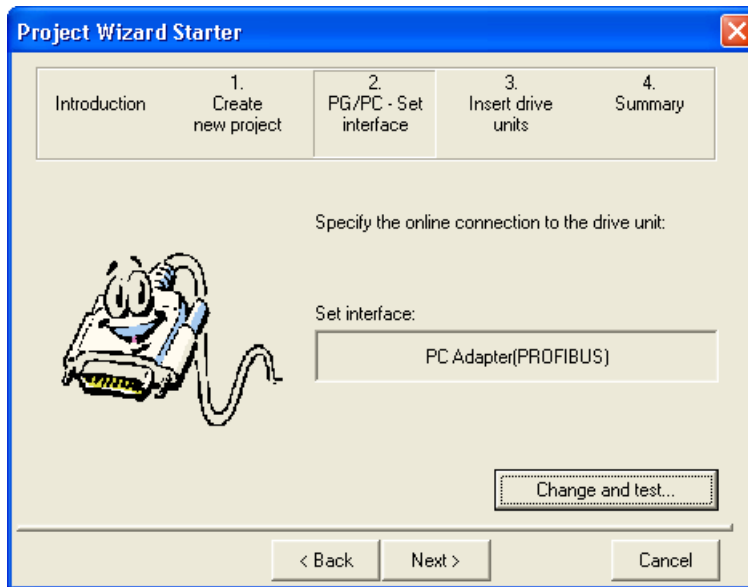 Project Wizard Starter
Introduction
1.
Create
new project
2.
PG/PC - Set
interface
3.
Insert drive
units
4.
Summary
Specify the online connection to the drive unit:
Set interface:
PC Adapter(PROFIBUS)
Change and test...
< Back
Next >
Cancel